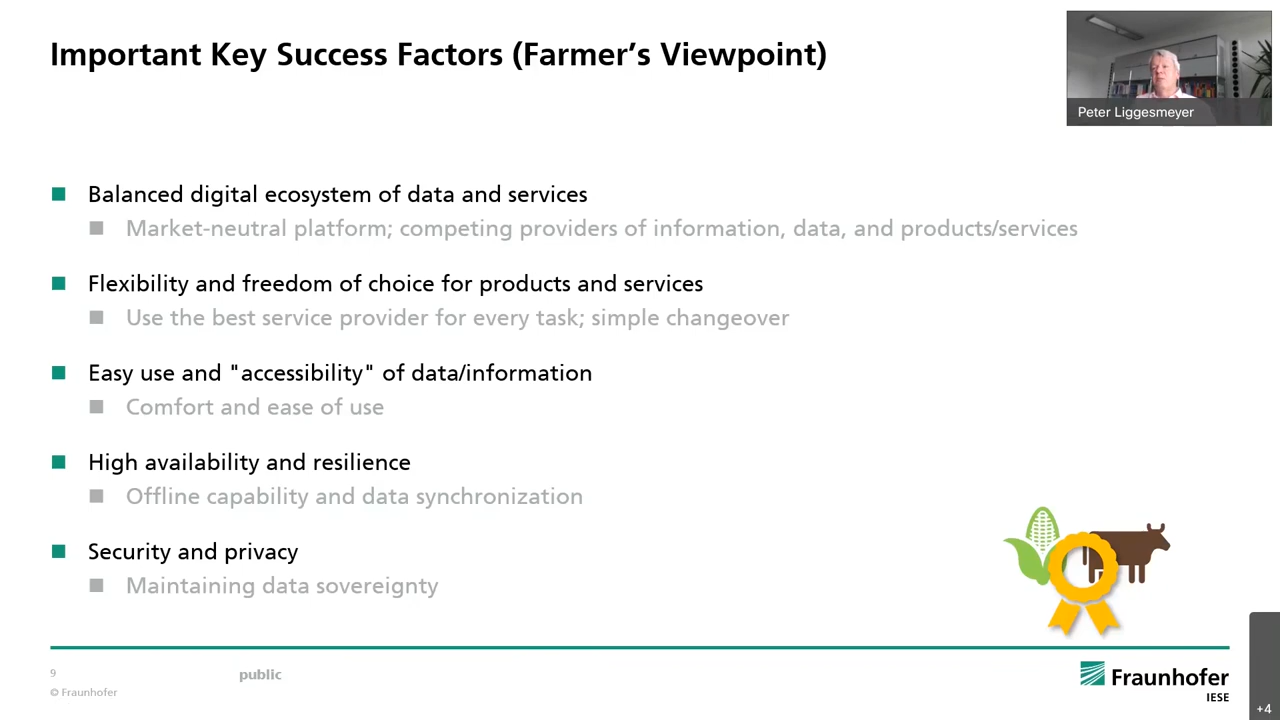 Important Key Success Factors (Farmer's Viewpoint)
Peter Liggesmeyer
Balanced digital ecosystem of data and services
Market-neutral platform; competing providers of information, data, and products/services
Flexibility and freedom of choice for products and services
Use the best service provider for every task; simple changeover
Easy use and "accessibility" of data/information
Comfort and ease of use
High availability and resilience
Offline capability and data synchronization
Security and privacy
Maintaining data sovereignty
9
public
© Fraunhofer
Fraunhofer
IESE
+4